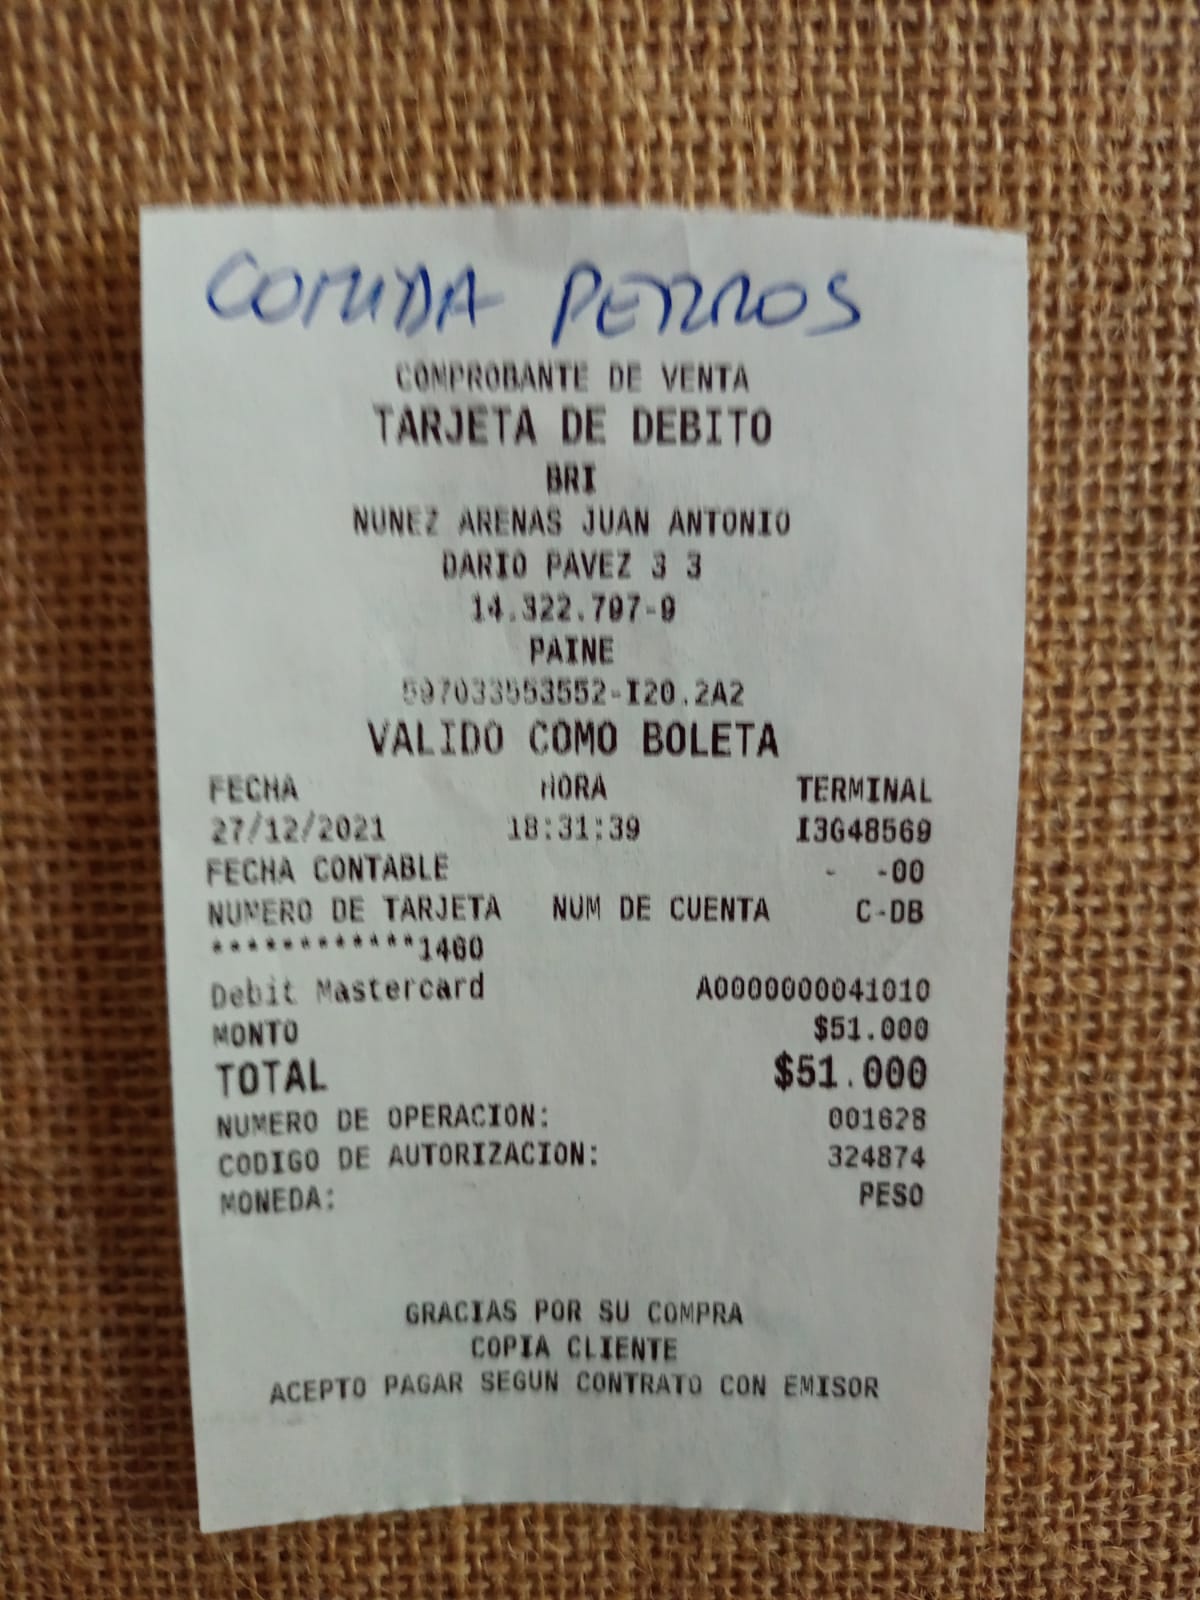 COMIDA PERROS
COMPROBANTE DE VENTA
TARJETA DE DEBITO
BRI
NUNEZ ARENAS JUAN ANTONIO
DARIO PAVEZ 3 3
14.322.797-9
PAINE
597033553552-I20.2A2
VALIDO COMO BOLETA
FECHA HORA TERMINAL
27/12/2021 18:31:39 I3G48569
FECHA CONTABLE - -00
NUMERO DE TARJETA NUM DE CUENTA C-DB
************1460
Debit Mastercard A0000000041010
MONTO $51.000
TOTAL $51.000
NUMERO DE OPERACION: 001628
CODIGO DE AUTORIZACION: 324874
MONEDA: PESO
GRACIAS POR SU COMPRA
COPIA CLIENTE
ACEPTO PAGAR SEGUN CONTRATO CON EMISOR